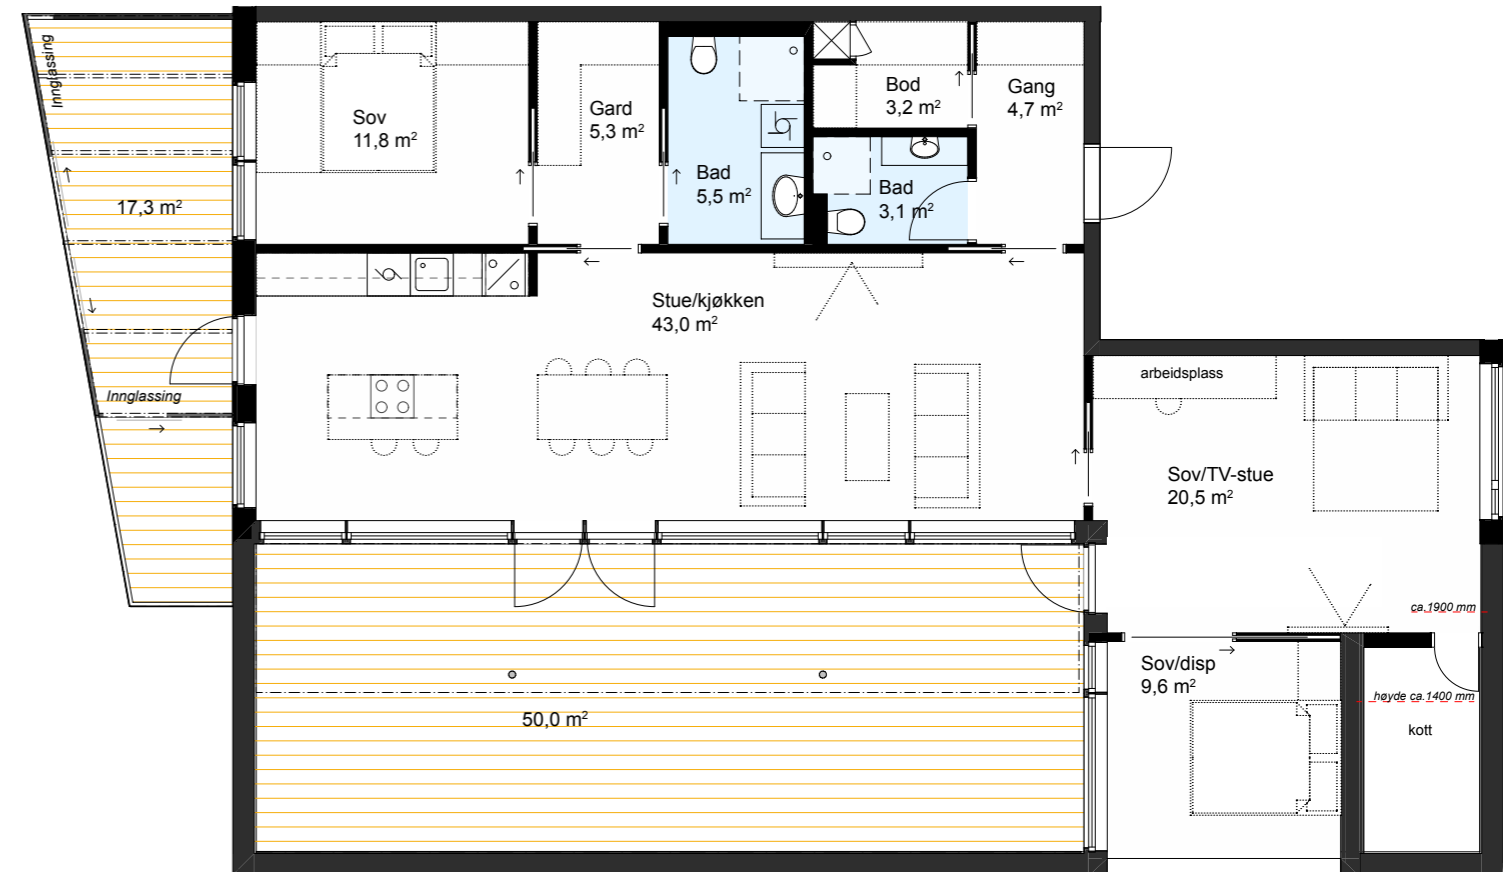 Innglassing
Sov
11,8 m²
Gard
5,3 m²
Bad
5,5 m²
Bod
3,2 m²
Gang
4,7 m²
Bad
3,1 m²
17,3 m²
Stue/kjøkken
43,0 m²
Innglassing
arbeidsplass
Sov/TV-stue
20,5 m²
ca.1900 mm
Sov/disp
9,6 m²
høyde ca.1400 mm
kott
50,0 m²